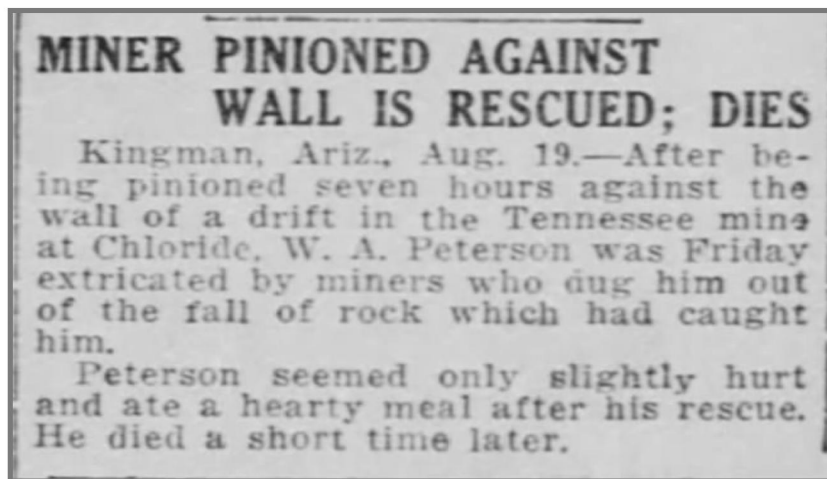 MINER PINIONED AGAINST
WALL IS RESCUED; DIES
Kingman, Ariz., Aug. 19.—After be-
ing pinioned seven hours against the
wall of a drift in the Tennessee mine
at Chloride, W. A. Peterson was Friday
extricated by miners who dug him out
of the fall of rock which had caught
him.
Peterson seemed only slightly hurt
and ate a hearty meal after his rescue.
He died a short time later.